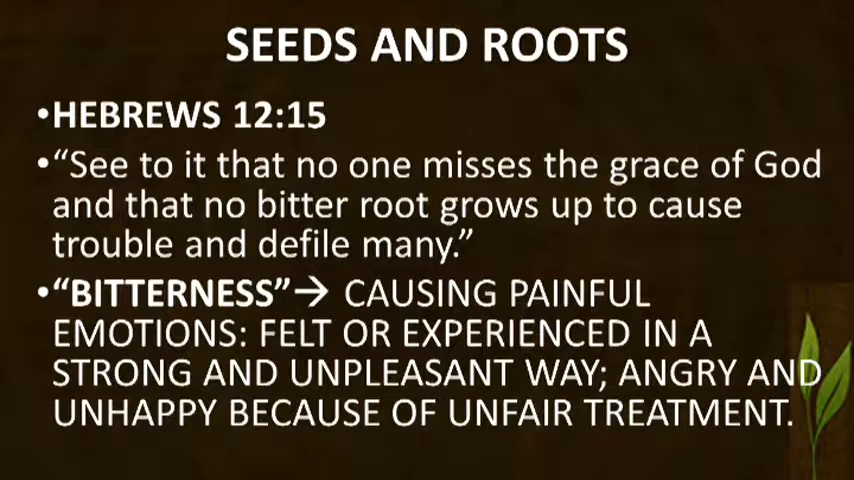 SEEDS AND ROOTS
•HEBREWS 12:15
•“See to it that no one misses the grace of God
and that no bitter root grows up to cause
trouble and defile many.”
•“BITTERNESS”→ CAUSING PAINFUL
EMOTIONS: FELT OR EXPERIENCED IN A
STRONG AND UNPLEASANT WAY; ANGRY AND
UNHAPPY BECAUSE OF UNFAIR TREATMENT.